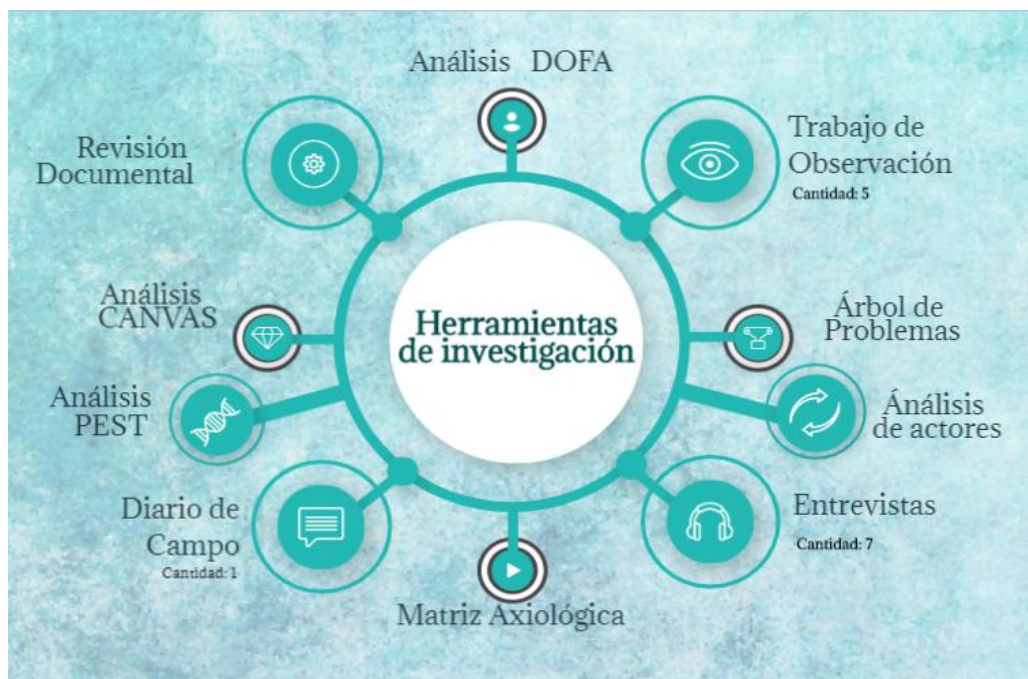 Análisis DOFA
Revisión
Documental
Trabajo de
Observación
Cantidad: 5
Análisis
CANVAS
Herramientas
de investigación
Árbol de
Problemas
Análisis
PEST
Ánálisis
de actores
Diario de
Campo
Cantidad: 1
Entrevistas
Cantidad: 7
Matriz Axiológica